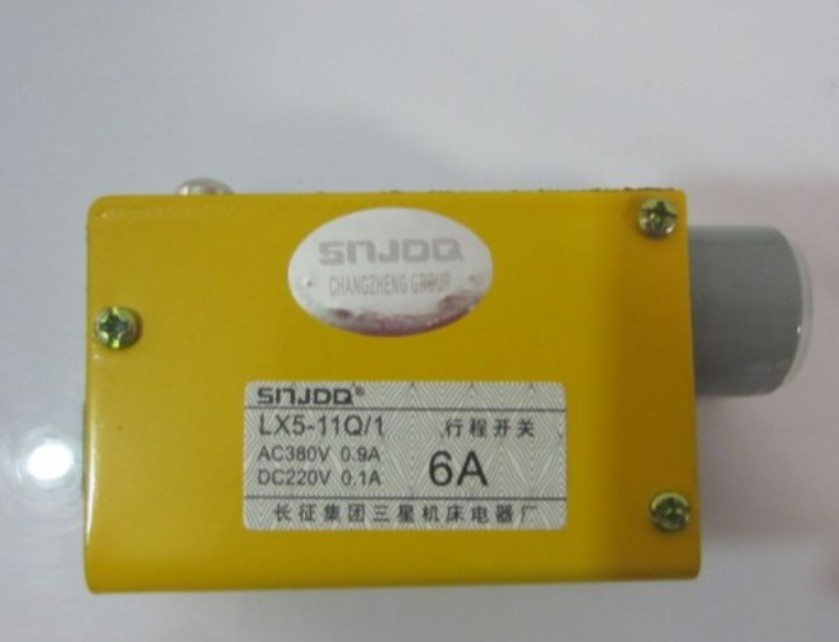 SNJDQ
CHANGZHENG GROUP
SNJDQ®
LX5-11Q/1 行程开关
AC380V 0.9A
DC220V 0.1A
6A
长征集团三星机床电器厂